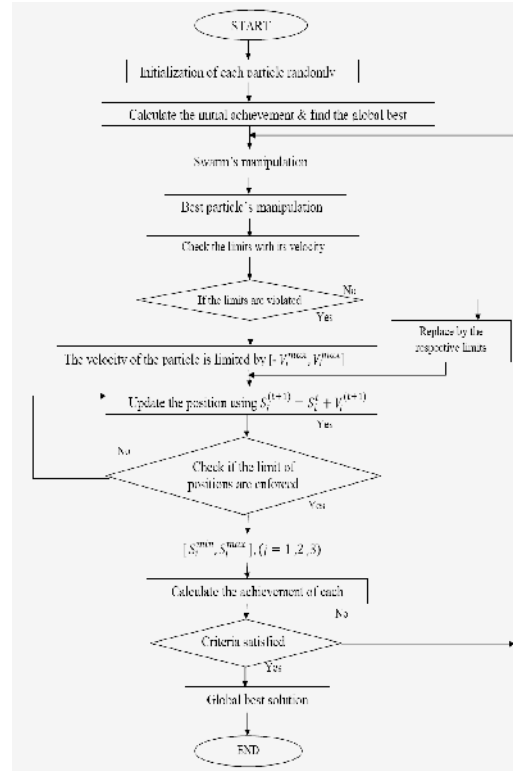 START
Initialization of each particle randomly
Calculate the initial achievement & find the global best
Swarm's manipulation
Best particle's manipulation
Check the limits with its velocity
No
If the limits are violated
Yes
Replace by the
respective limits
The velocity of the particle is limited by [- V_i^max, V_i^max]
Update the position using S_i^(t+1) = S_i^t + V_i^(t+1)
Yes
No
Check if the limit of
positions are enforced
Yes
[ S_i^min, S_i^max ], (i = 1 ,2 ,3)
Calculate the achievement of each
No
Criteria satisfied
Yes
Global best solution
END